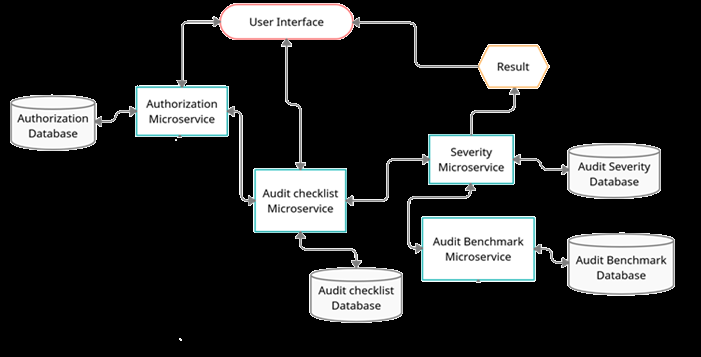 User Interface
Result
Authorization
Microservice
Authorization
Database
Audit checklist
Microservice
Severity
Microservice
Audit Severity
Database
Audit Benchmark
Microservice
Audit Benchmark
Database
Audit checklist
Database